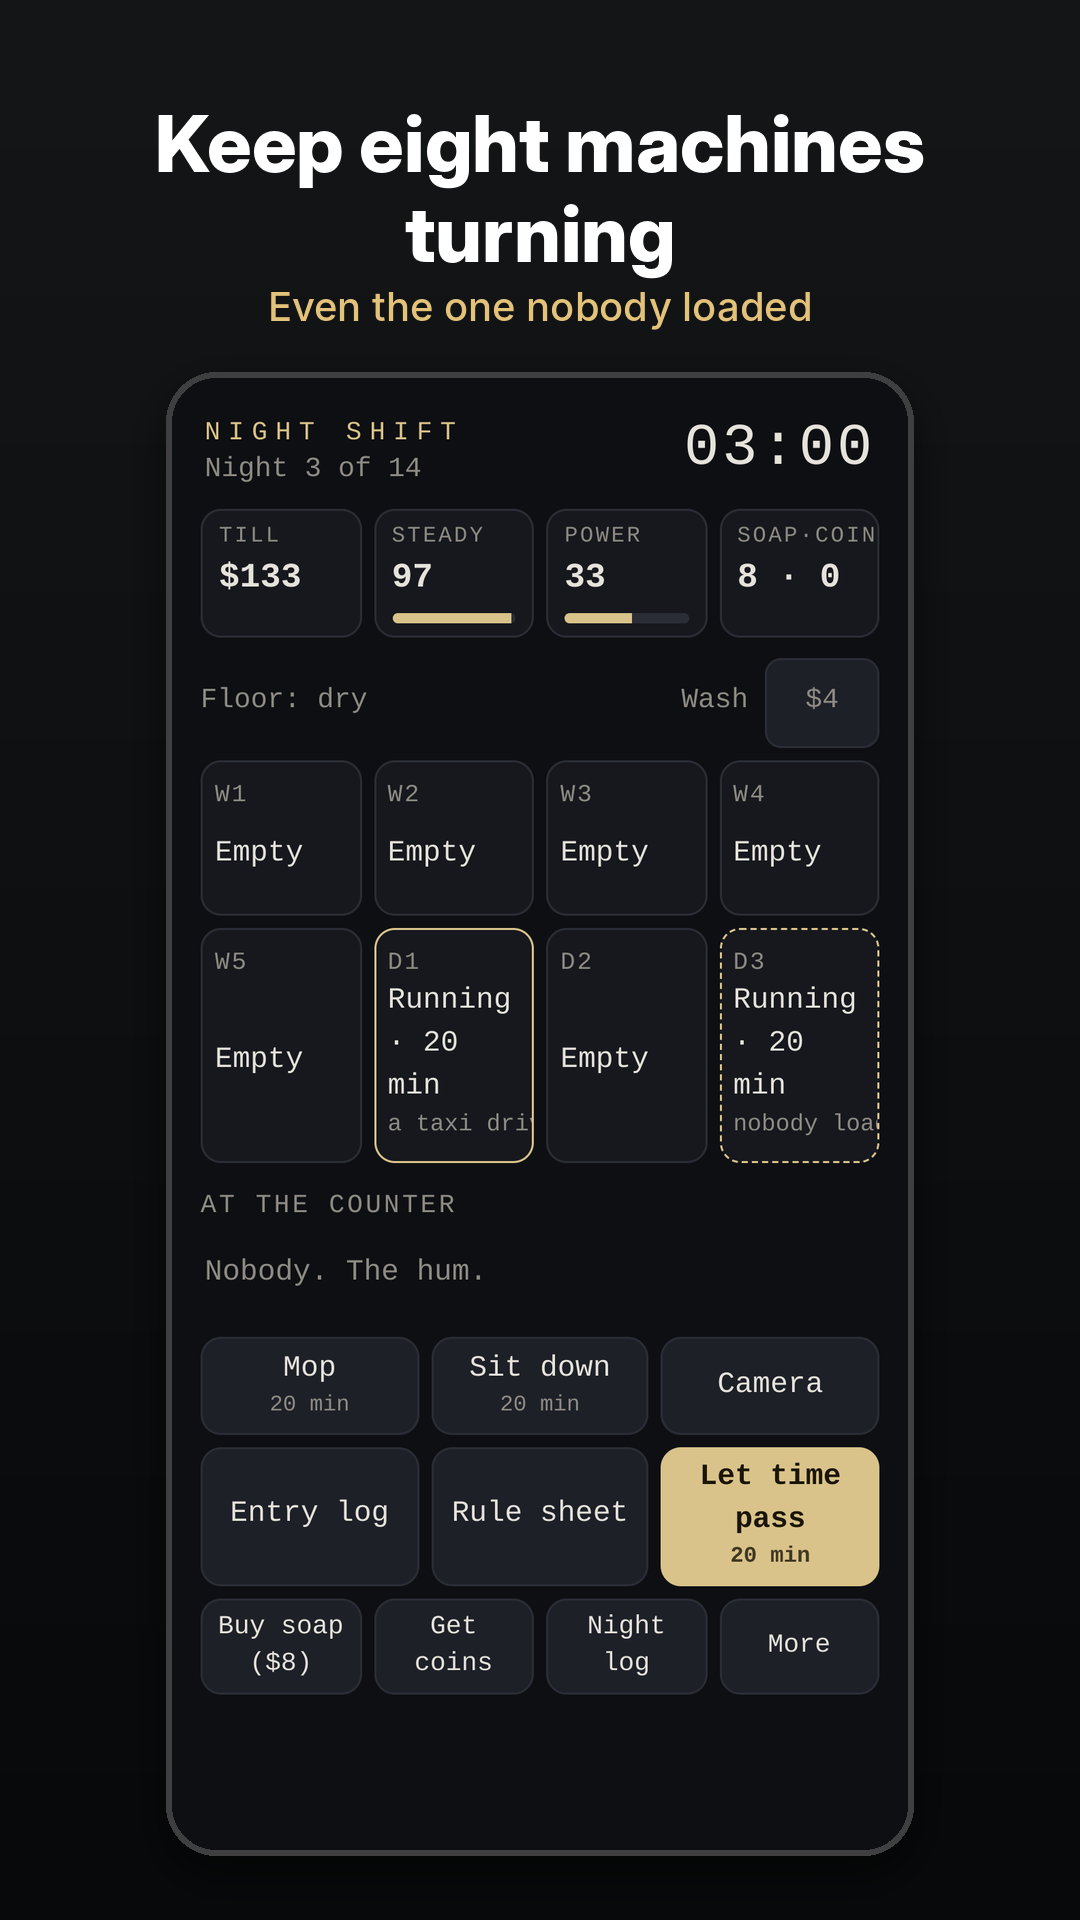 Keep eight machines
turning
Even the one nobody loaded
NIGHT SHIFT
Night 3 of 14
03:00
TILL
$133
STEADY
97
POWER
33
SOAP·COIN
8 · 0
Floor: dry
Wash
$4
W1
Empty
W2
Empty
W3
Empty
W4
Empty
W5
Empty
D1
Running
· 20
min
a taxi
D2
Empty
D3
Running
· 20
min
nobody
AT THE COUNTER
Nobody. The hum.
Mop
20 min
Sit down
20 min
Camera
Entry log
Rule sheet
Let time
pass
20 min
Buy soap
($8)
Get
coins
Night
log
More